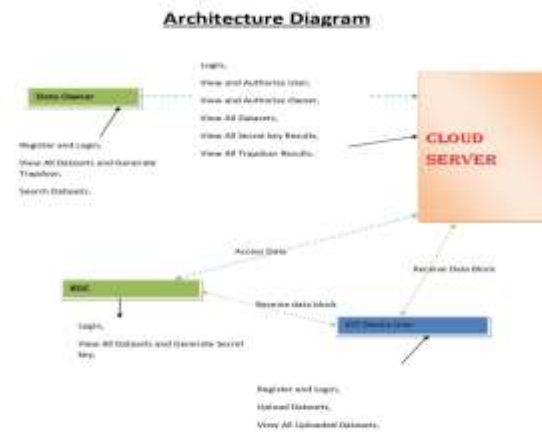 Architecture Diagram
Login,
View and Authorize User,
Data Owner
View and Authorize Owner,
View All Datasets,
View All Secret key Results,
View All Trapdoor Results.
CLOUD
SERVER
Register and Login,
View All Datasets and Generate
Trapdoor,
Search Datasets.
Access Data
Receive Data Block
Receive data block
Login,
View All Datasets and Generate Secret
key.
Register and Login,
Upload Datasets,
View All Uploaded Datasets.